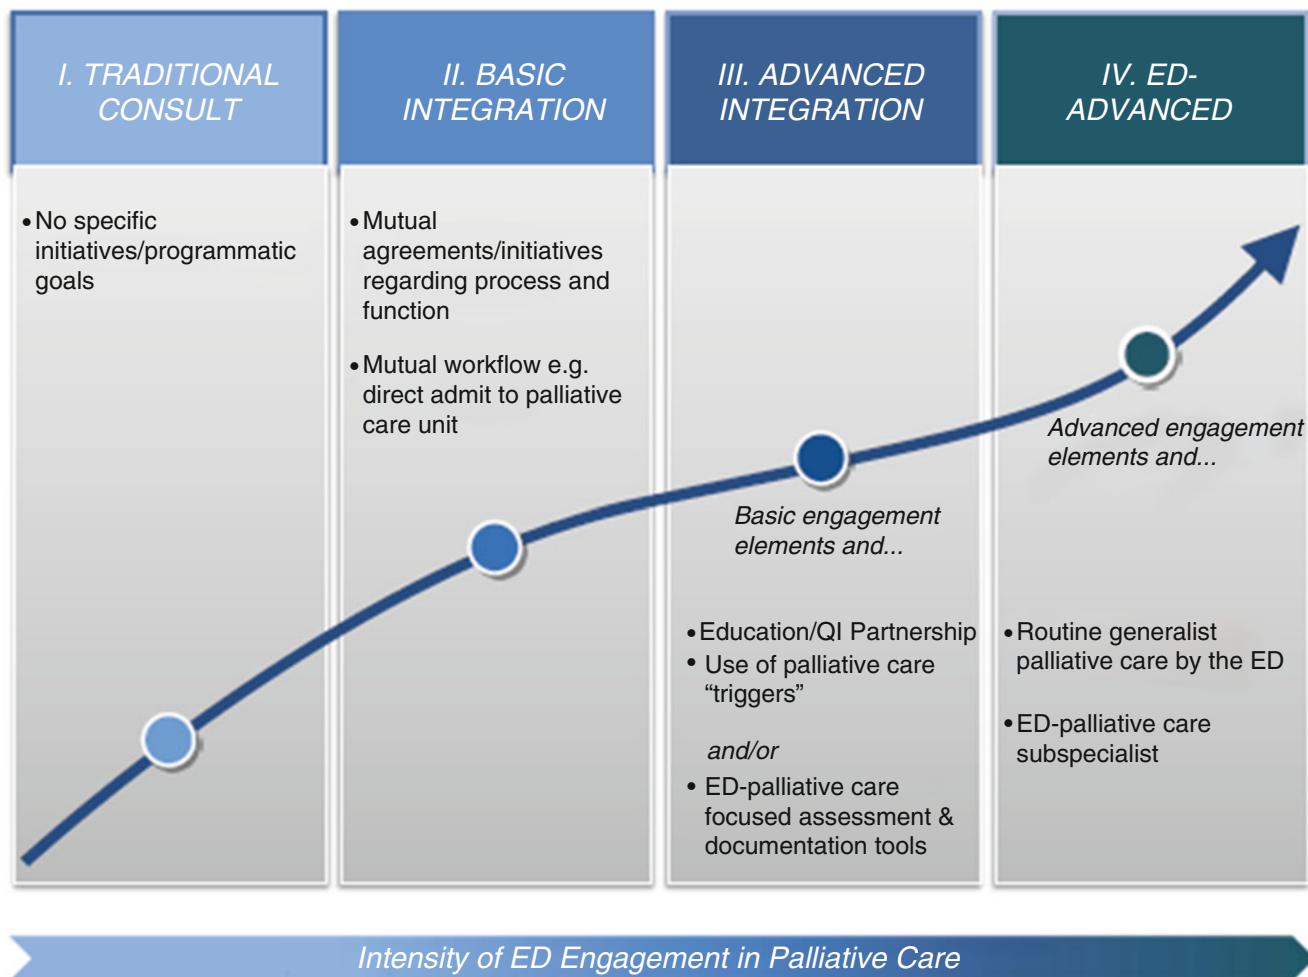 I. TRADITIONAL
CONSULT
• No specific
initiatives/programmatic
goals
II. BASIC
INTEGRATION
• Mutual
agreements/initiatives
regarding process and
function
• Mutual workflow e.g.
direct admit to palliative
care unit
III. ADVANCED
INTEGRATION
Basic engagement
elements and...
• Education/QI Partnership
• Use of palliative care
“triggers”
and/or
• ED-palliative care
focused assessment &
documentation tools
IV. ED-
ADVANCED
Advanced engagement
elements and...
• Routine generalist
palliative care by the ED
• ED-palliative care
subspecialist
Intensity of ED Engagement in Palliative Care